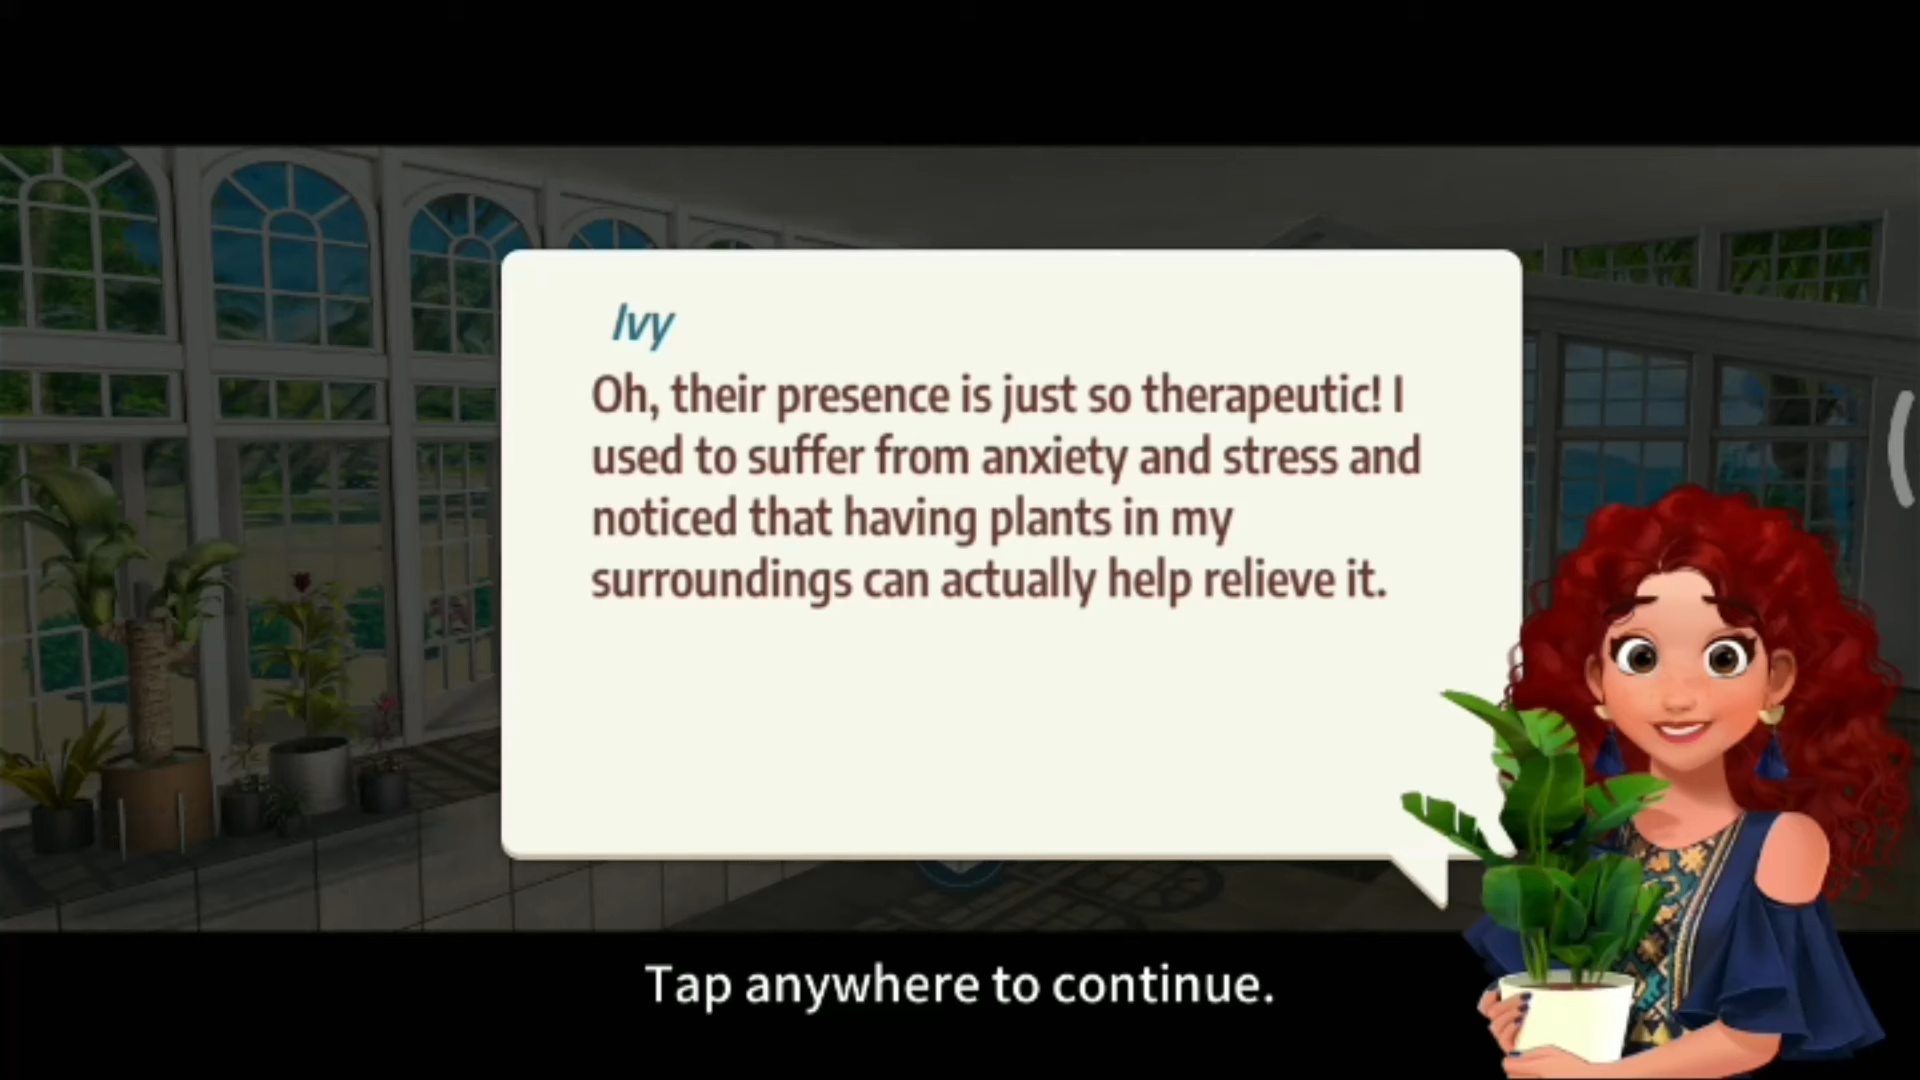 Ivy
Oh, their presence is just so therapeutic! I
used to suffer from anxiety and stress and
noticed that having plants in my
surroundings can actually help relieve it.
Tap anywhere to continue.